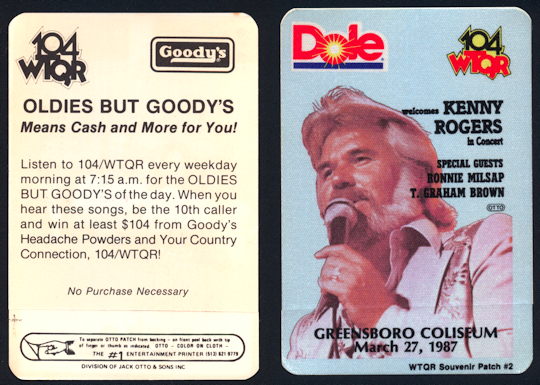 104
WTQR
Goody's
OLDIES BUT GOODY'S
Means Cash and More for You!
Listen to 104/WTQR every weekday
morning at 7:15 a.m. for the OLDIES
BUT GOODY'S of the day. When you
hear these songs, be the 10th caller
and win at least $104 from Goody's
Headache Powders and Your Country
Connection, 104/WTQR!
No Purchase Necessary
To separate OTTO PATCH from backing - on front peel back with tip
of finger or thumb as indicated OTTO - COLOR ON CLOTH -
THE #1 ENTERTAINMENT PRINTER (513) 621-9779
DIVISION OF JACK OTTO & SONS INC
Dole
104
WTQR
welcomes KENNY
ROGERS
in Concert
SPECIAL GUESTS
RONNIE MILSAP
T. GRAHAM BROWN
OTTO
GREENSBORO COLISEUM
March 27, 1987
WTQR Souvenir Patch #2